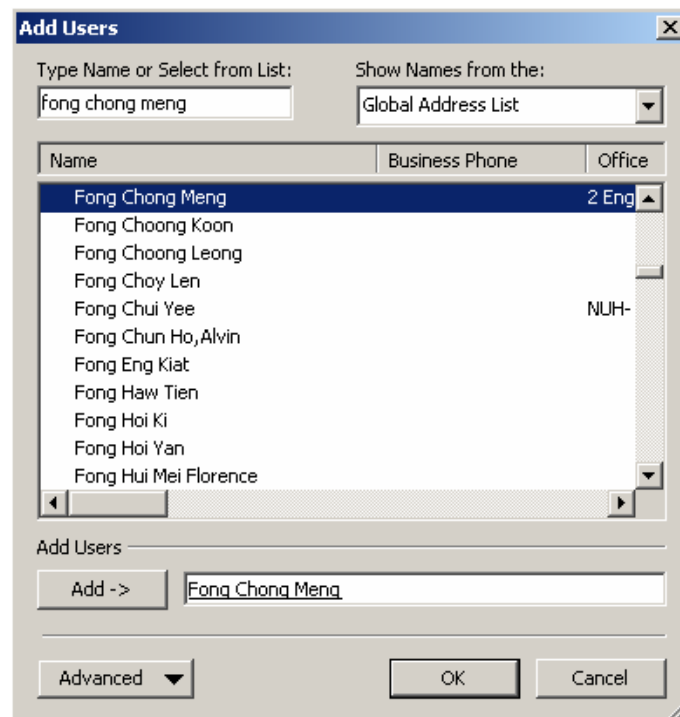 Add Users
Type Name or Select from List: Show Names from the:
fong chong meng Global Address List
Name Business Phone Office
Fong Chong Meng 2 Eng
Fong Choong Koon
Fong Choong Leong
Fong Choy Len
Fong Chui Yee NUH-
Fong Chun Ho,Alvin
Fong Eng Kiat
Fong Haw Tien
Fong Hoi Ki
Fong Hoi Yan
Fong Hui Mei Florence
Add Users
Add -> Fong Chong Meng
Advanced OK Cancel